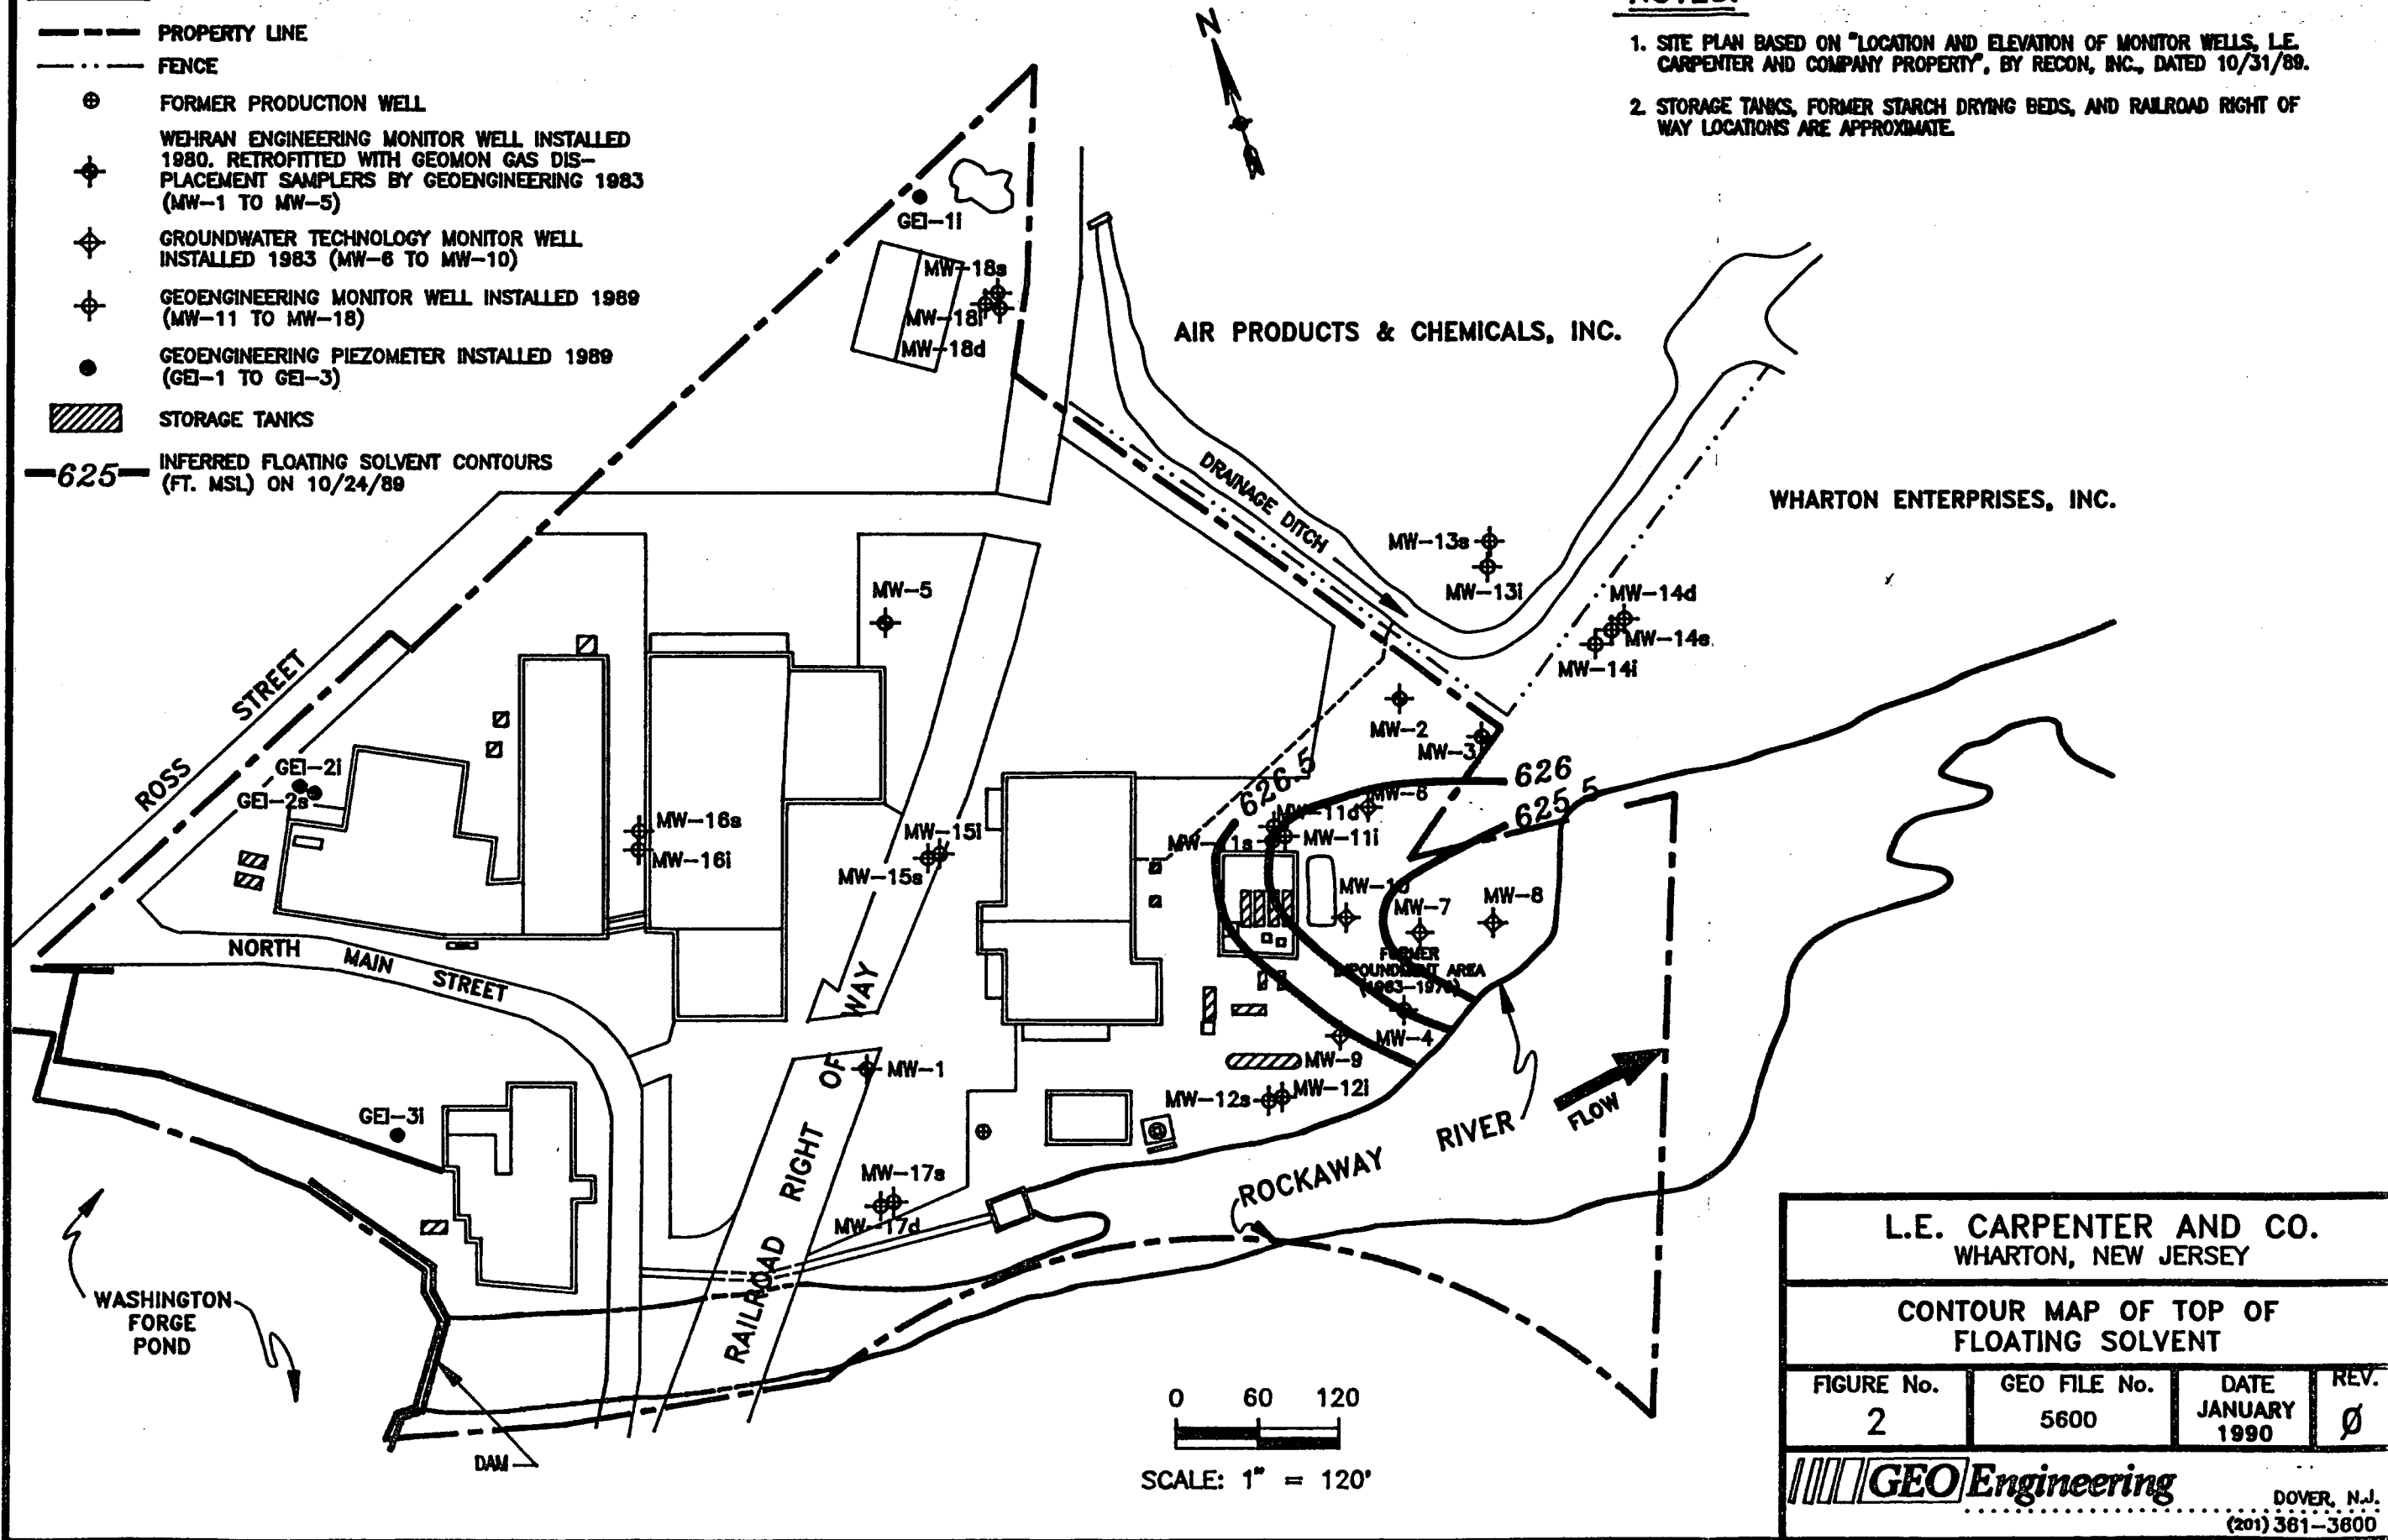 PROPERTY LINE
FENCE
FORMER PRODUCTION WELL
WEHRAN ENGINEERING MONITOR WELL INSTALLED
1980. RETROFITTED WITH GEOMON GAS DIS-
PLACEMENT SAMPLERS BY GEOENGINEERING 1983
(MW-1 TO MW-5)
GROUNDWATER TECHNOLOGY MONITOR WELL
INSTALLED 1983 (MW-6 TO MW-10)
GEOENGINEERING MONITOR WELL INSTALLED 1989
(MW-11 TO MW-18)
GEOENGINEERING PIEZOMETER INSTALLED 1989
(GEI-1 TO GEI-3)
STORAGE TANKS
625
INFERRED FLOATING SOLVENT CONTOURS
(FT. MSL) ON 10/24/89
N
NOTES:
1. SITE PLAN BASED ON "LOCATION AND ELEVATION OF MONITOR WELLS, L.E.
CARPENTER AND COMPANY PROPERTY", BY RECON, INC., DATED 10/31/89.
2. STORAGE TANKS, FORMER STARCH DRYING BEDS, AND RAILROAD RIGHT OF
WAY LOCATIONS ARE APPROXIMATE.
GEI-1i
MW-18s
MW-18i
MW-18d
AIR PRODUCTS & CHEMICALS, INC.
WHARTON ENTERPRISES, INC.
DRAINAGE DITCH
MW-13s
MW-13i
MW-14d
MW-14s
MW-14i
MW-5
MW-2
MW-3
ROSS STREET
GEI-2i
GEI-2s
MW-16s
MW-16i
MW-15i
MW-15s
626.5
626
625.5
MW-6
MW-11d
MW-11i
MW-11s
MW-10
MW-7
MW-8
FORMER
IMPOUNDMENT AREA
MW-4
MW-9
MW-12s
MW-12i
NORTH MAIN STREET
RAILROAD RIGHT OF WAY
MW-1
GEI-3i
MW-17s
MW-17d
ROCKAWAY RIVER
FLOW
WASHINGTON
FORGE
POND
DAM
0 60 120
SCALE: 1" = 120'
L.E. CARPENTER AND CO.
WHARTON, NEW JERSEY
CONTOUR MAP OF TOP OF
FLOATING SOLVENT
FIGURE No.
2
GEO FILE No.
5600
DATE
JANUARY
1990
REV.
Ø
GEO Engineering
DOVER, N.J.
(201) 361-3600